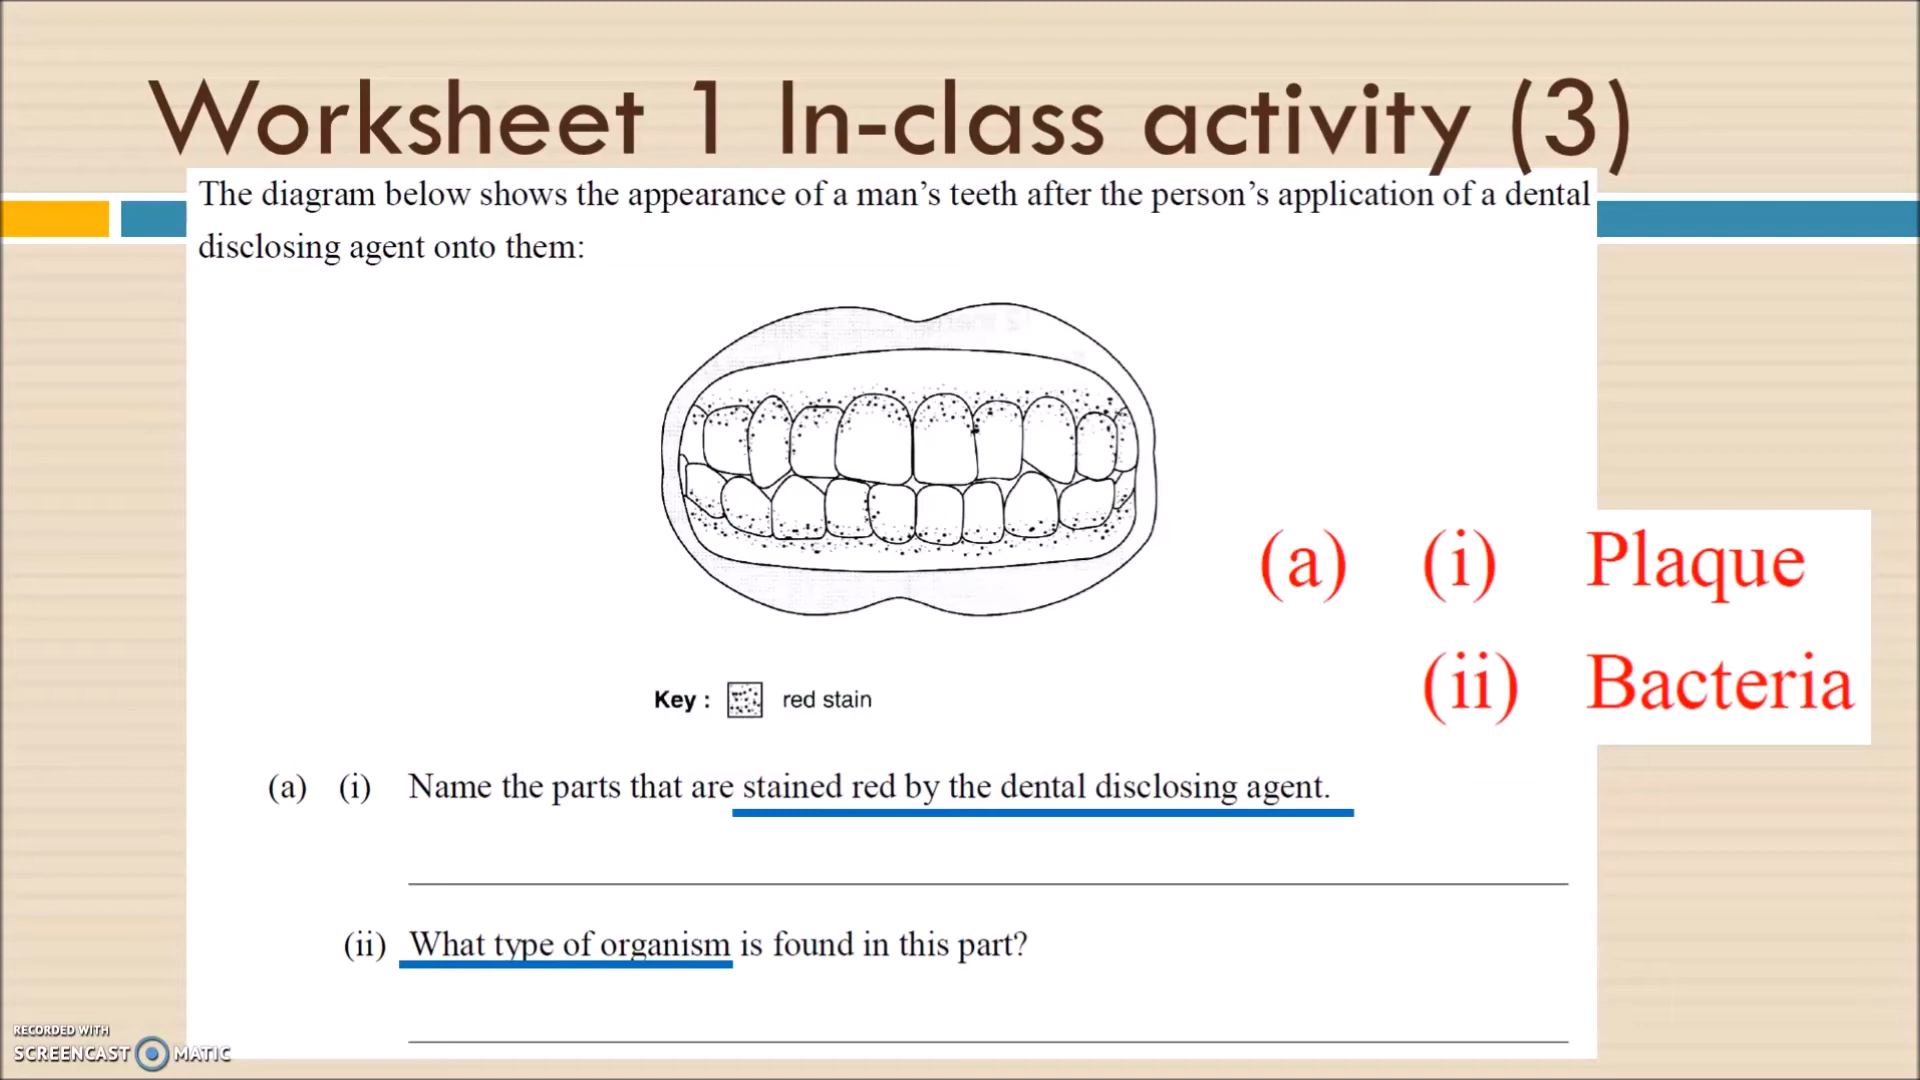 Worksheet 1 In-class activity (3)
The diagram below shows the appearance of a man’s teeth after the person’s application of a dental
disclosing agent onto them:
(a) (i) Plaque
(ii) Bacteria
Key : red stain
(a) (i) Name the parts that are stained red by the dental disclosing agent.
(ii) What type of organism is found in this part?
RECORDED WITH
SCREENCAST MATIC